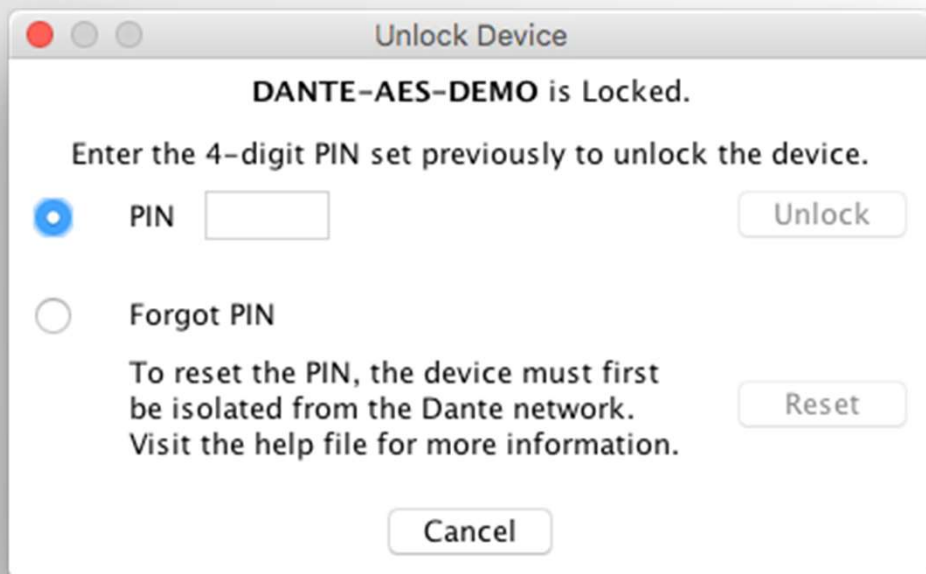 Unlock Device
DANTE-AES-DEMO is Locked.
Enter the 4-digit PIN set previously to unlock the device.
PIN Unlock
Forgot PIN
To reset the PIN, the device must first
be isolated from the Dante network.
Visit the help file for more information.
Reset
Cancel